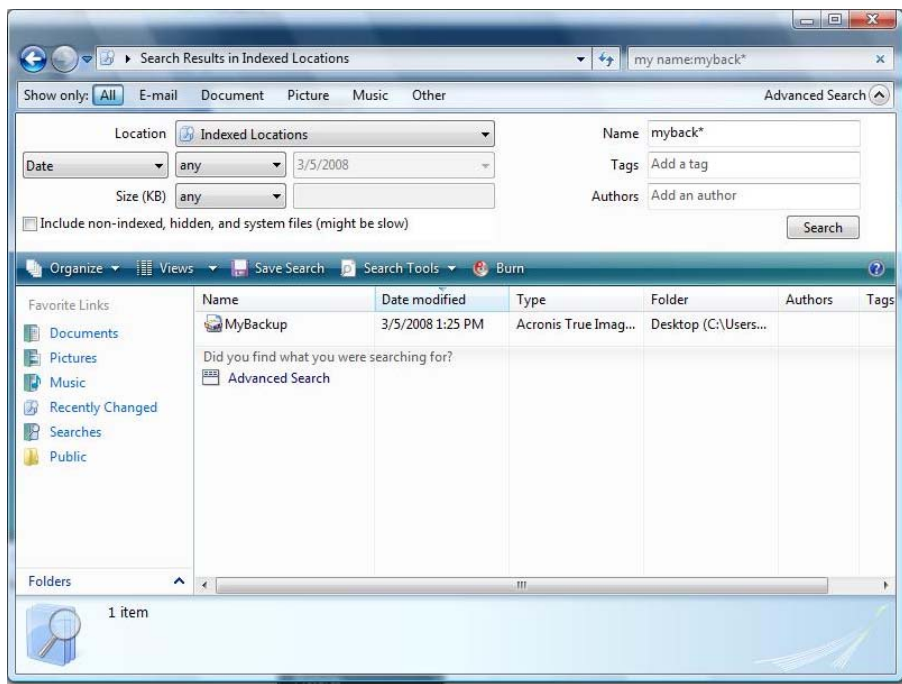 Search Results in Indexed Locations
my name:myback*
Show only: All E-mail Document Picture Music Other Advanced Search
Location Indexed Locations Name myback*
Date any 3/5/2008 Tags Add a tag
Size (KB) any Authors Add an author
Include non-indexed, hidden, and system files (might be slow) Search
Organize Views Save Search Search Tools Burn
Favorite Links
Documents
Pictures
Music
Recently Changed
Searches
Public
Folders
Name Date modified Type Folder Authors Tags
MyBackup 3/5/2008 1:25 PM Acronis True Imag... Desktop (C:\Users...
Did you find what you were searching for?
Advanced Search
1 item